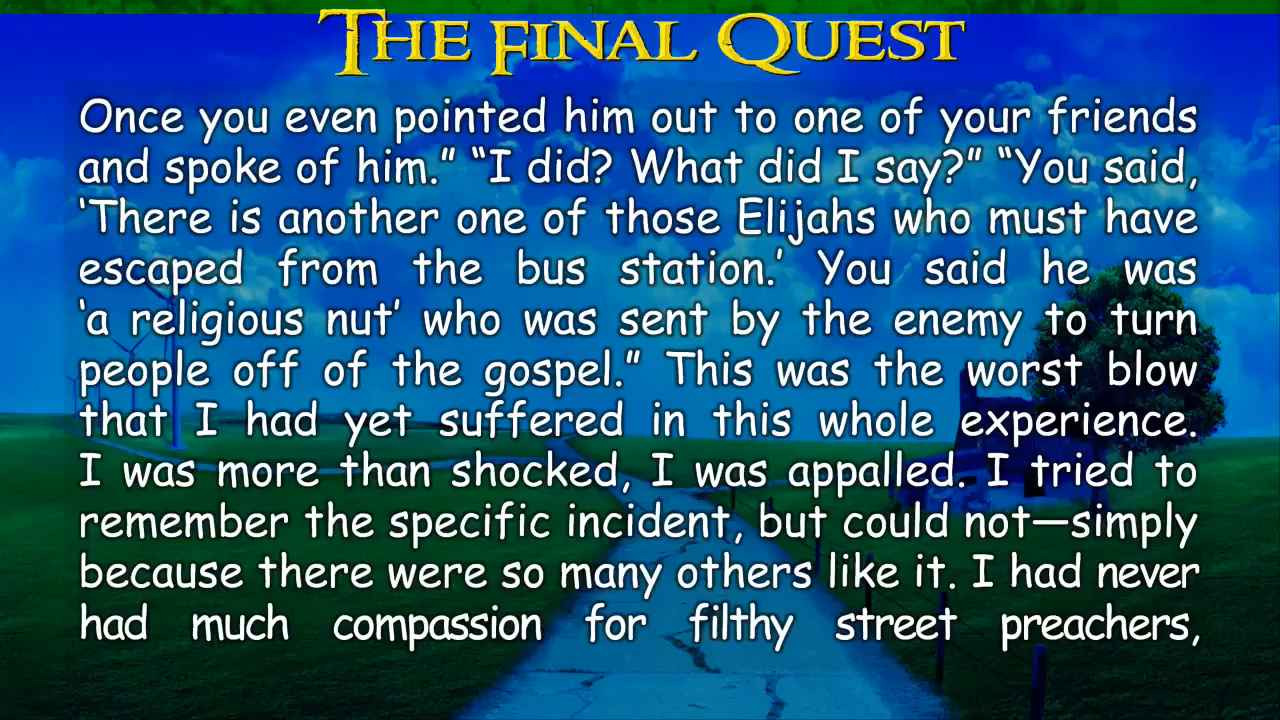 THE FINAL QUEST
Once you even pointed him out to one of your friends
and spoke of him.” “I did? What did I say?” “You said,
‘There is another one of those Elijahs who must have
escaped from the bus station.’ You said he was
‘a religious nut’ who was sent by the enemy to turn
people off of the gospel.” This was the worst blow
that I had yet suffered in this whole experience.
I was more than shocked, I was appalled. I tried to
remember the specific incident, but could not—simply
because there were so many others like it. I had never
had much compassion for filthy street preachers,